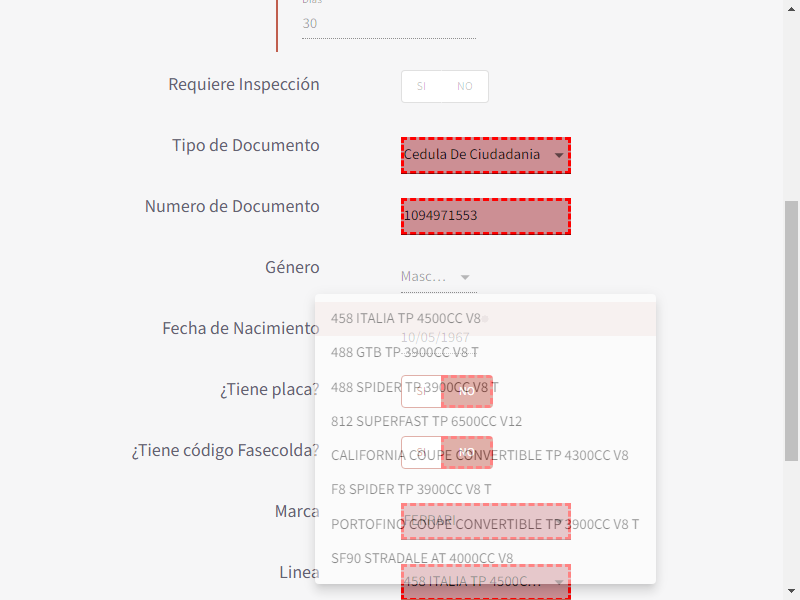 Días
30
Requiere Inspección
SI NO
Tipo de Documento
Cedula De Ciudadania
Numero de Documento
1094971553
Género
Masc…
458 ITALIA TP 4500CC V8
Fecha de Nacimiento
10/05/1967
488 GTB TP 3900CC V8 T
¿Tiene placa?
488 SPIDER TP 3900CC V8 T
SI NO
812 SUPERFAST TP 6500CC V12
¿Tiene código Fasecolda?
CALIFORNIA COUPE CONVERTIBLE TP 4300CC V8
SI NO
F8 SPIDER TP 3900CC V8 T
Marca
FERRARI
PORTOFINO COUPE CONVERTIBLE TP 3900CC V8 T
SF90 STRADALE AT 4000CC V8
Linea
458 ITALIA TP 4500C…